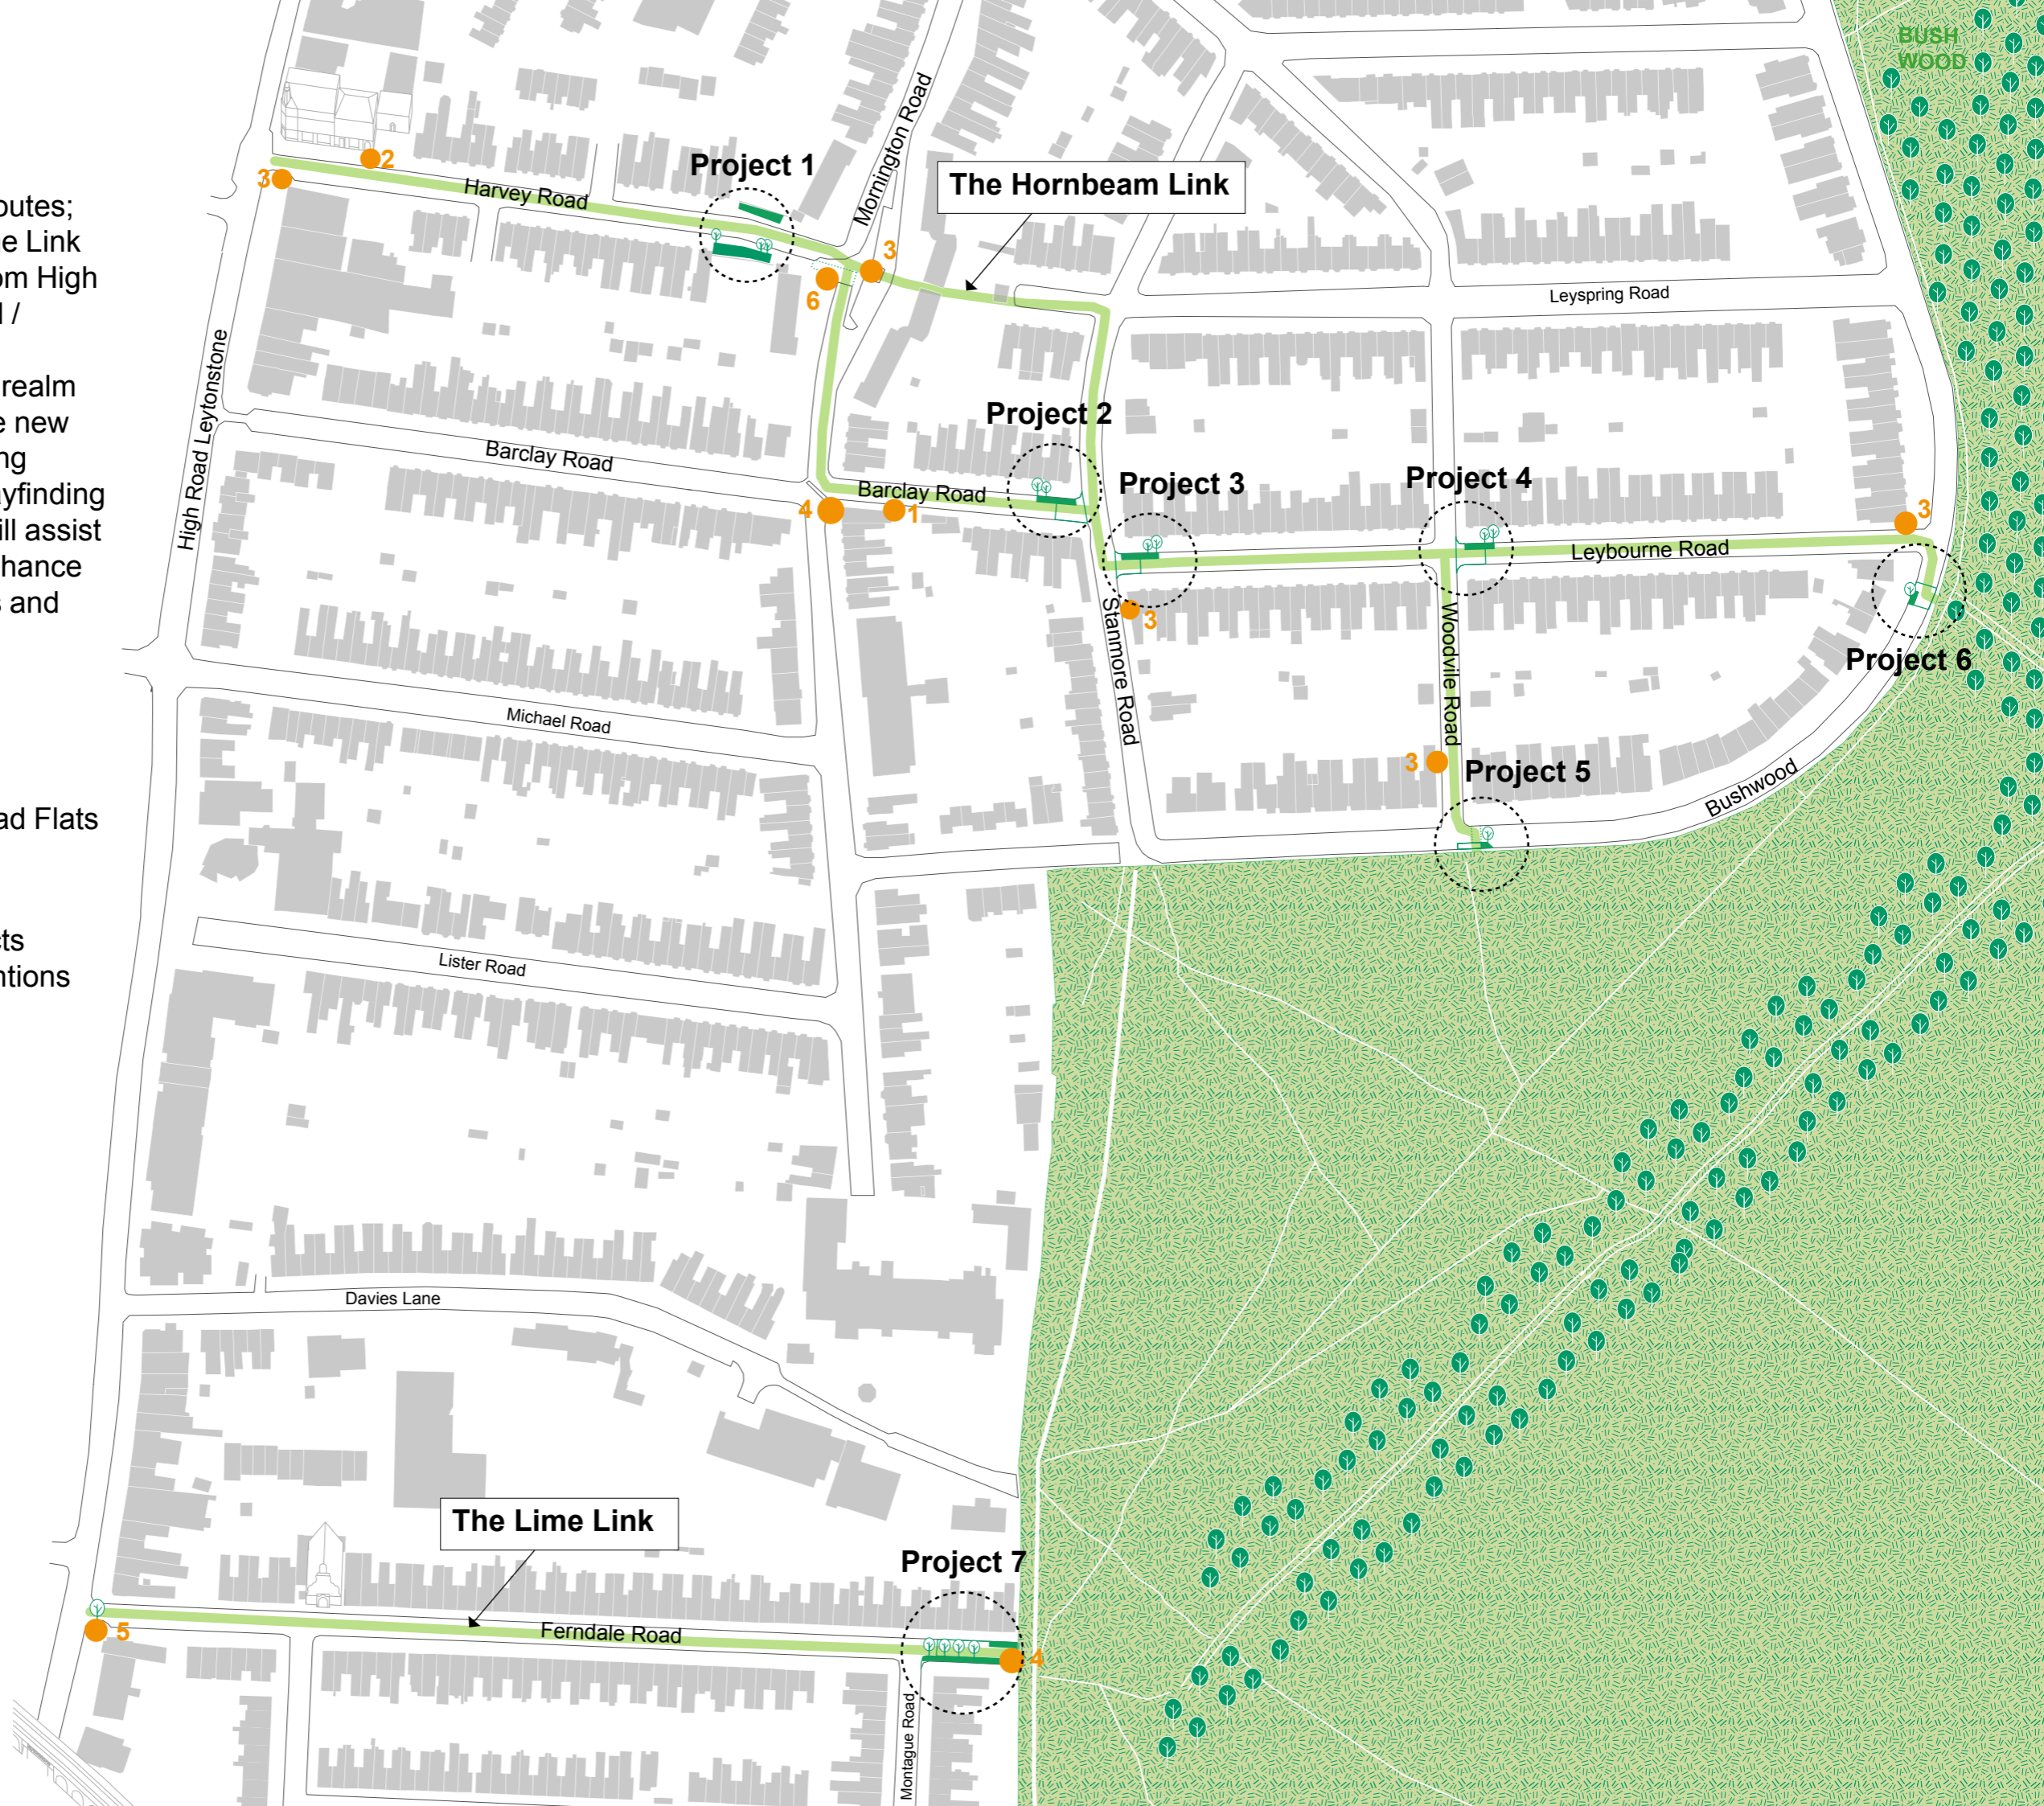 outes;
e Link
om High
l /
realm
e new
ng
ayfinding
ill assist
hance
s and
ad Flats
cts
ntions
BUSH
WOOD
Project 1
Mornington Road
The Hornbeam Link
2
3
Harvey Road
3
6
Leyspring Road
High Road Leytonstone
Project 2
Barclay Road
Barclay Road
Project 3
Project 4
4
1
3
Leybourne Road
3
Stanmore Road
Woodvile Road
Project 6
Michael Road
3
Project 5
Bushwood
Lister Road
Davies Lane
The Lime Link
Project 7
5
Ferndale Road
4
Montague Road